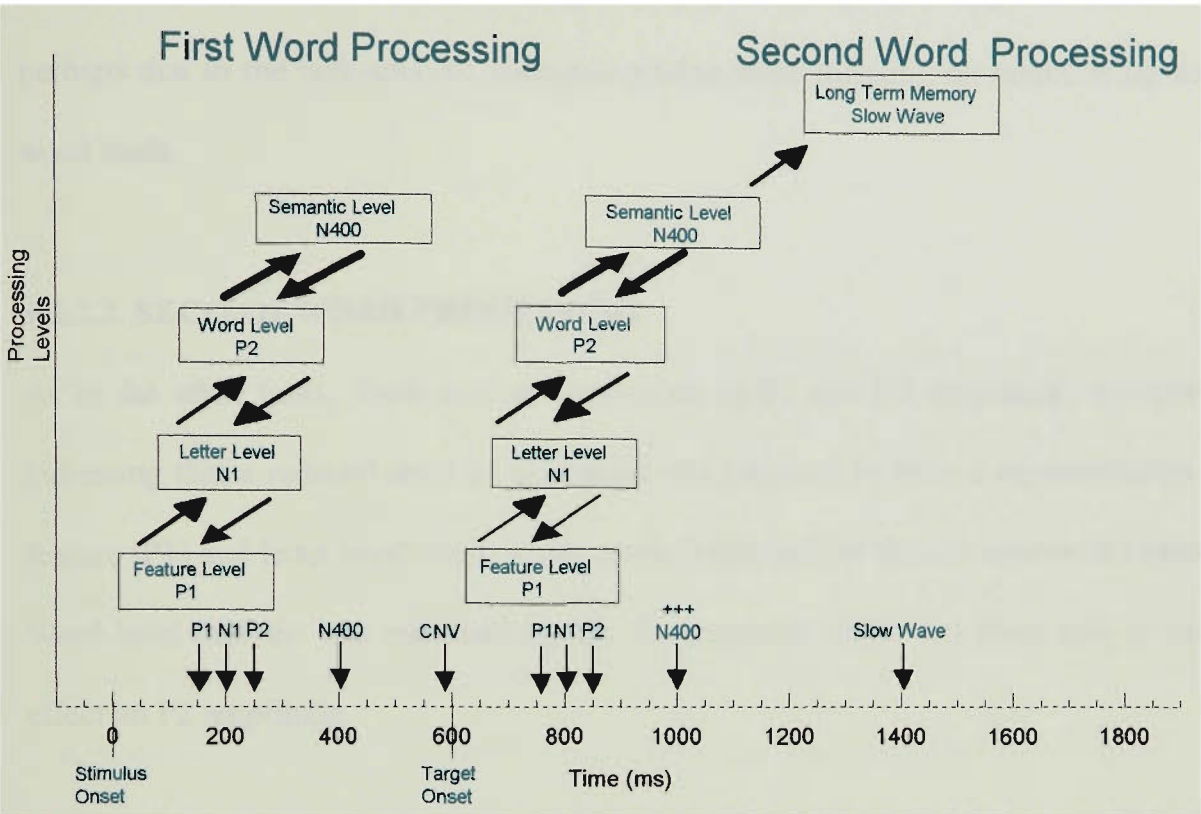 First Word Processing
Second Word Processing
Long Term Memory
Slow Wave
Semantic Level
N400
Semantic Level
N400
Processing
Levels
Word Level
P2
Word Level
P2
Letter Level
N1
Letter Level
N1
Feature Level
P1
Feature Level
P1
P1 N1 P2 N400 CNV P1 N1 P2 +++ N400 Slow Wave
0 200 400 600 800 1000 1200 1400 1600 1800
Stimulus
Onset
Target
Onset
Time (ms)